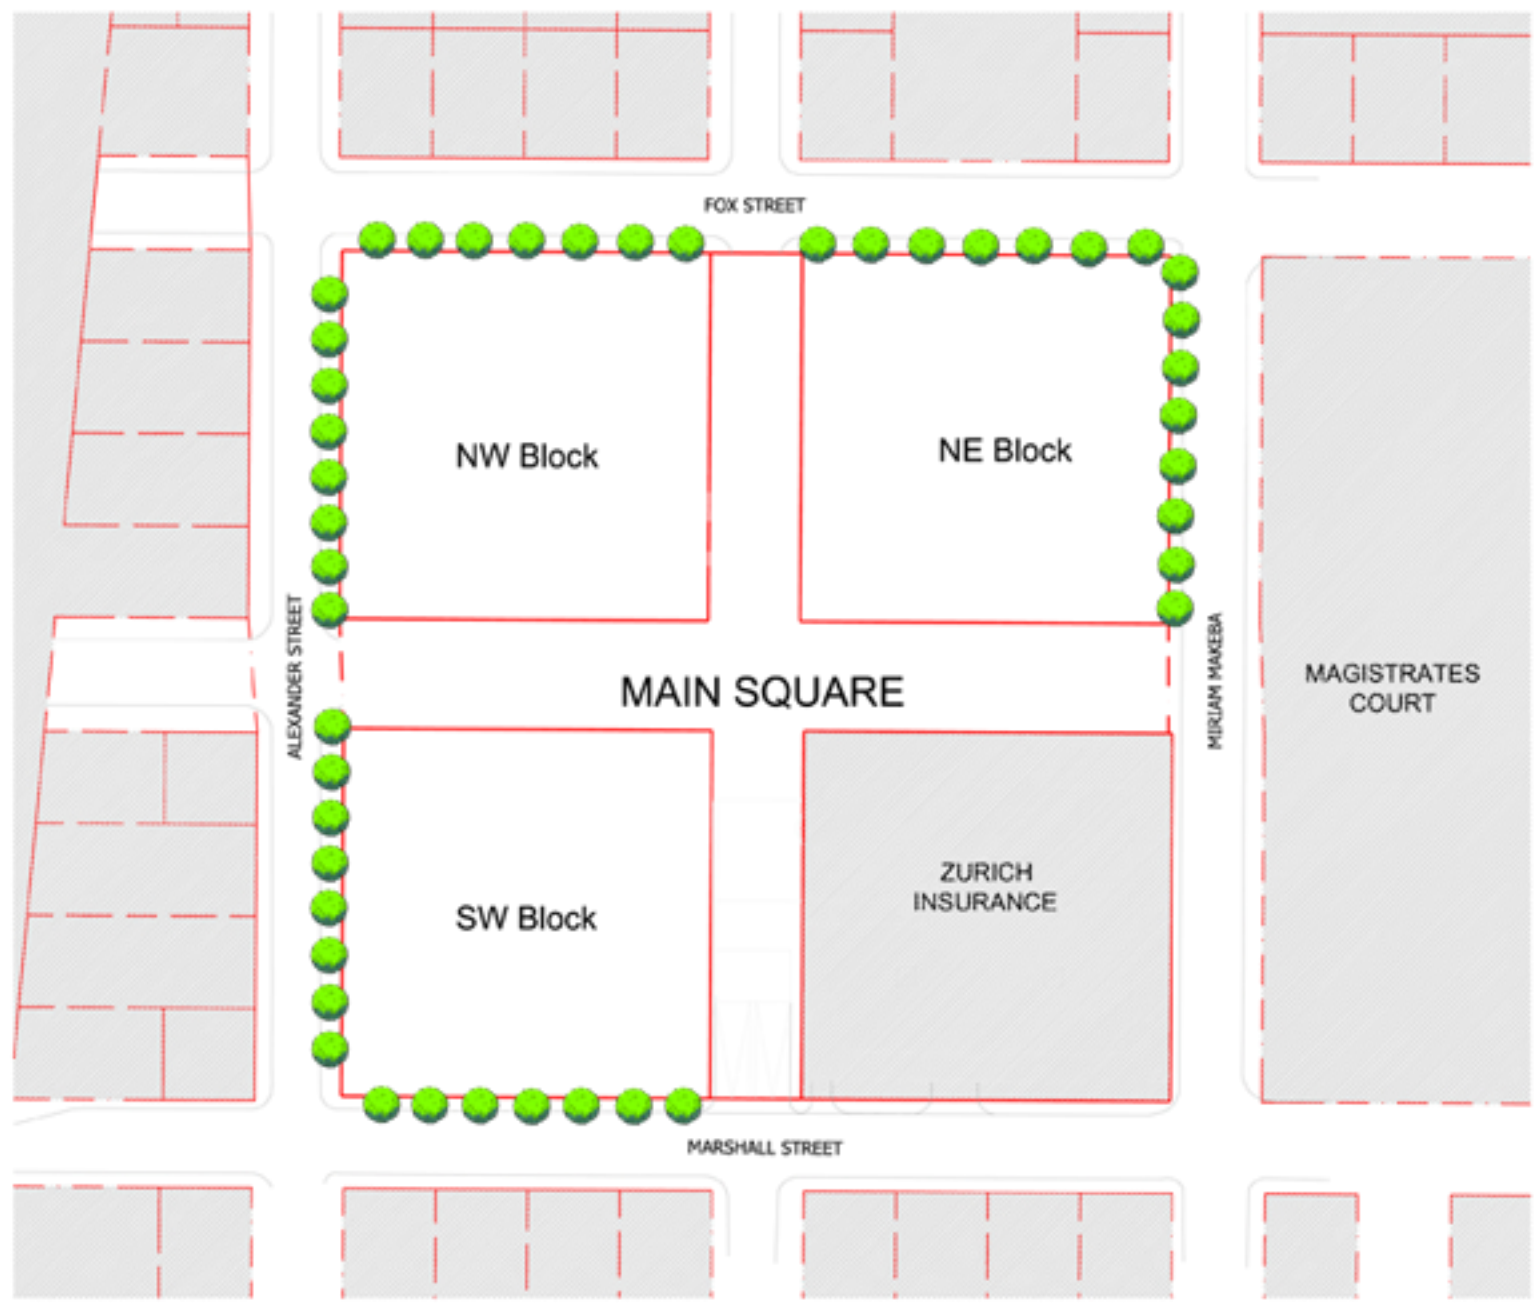 FOX STREET
NW Block
NE Block
ALEXANDER STREET
MAIN SQUARE
MIRIAM MAKEBA
MAGISTRATES
COURT
SW Block
ZURICH
INSURANCE
MARSHALL STREET